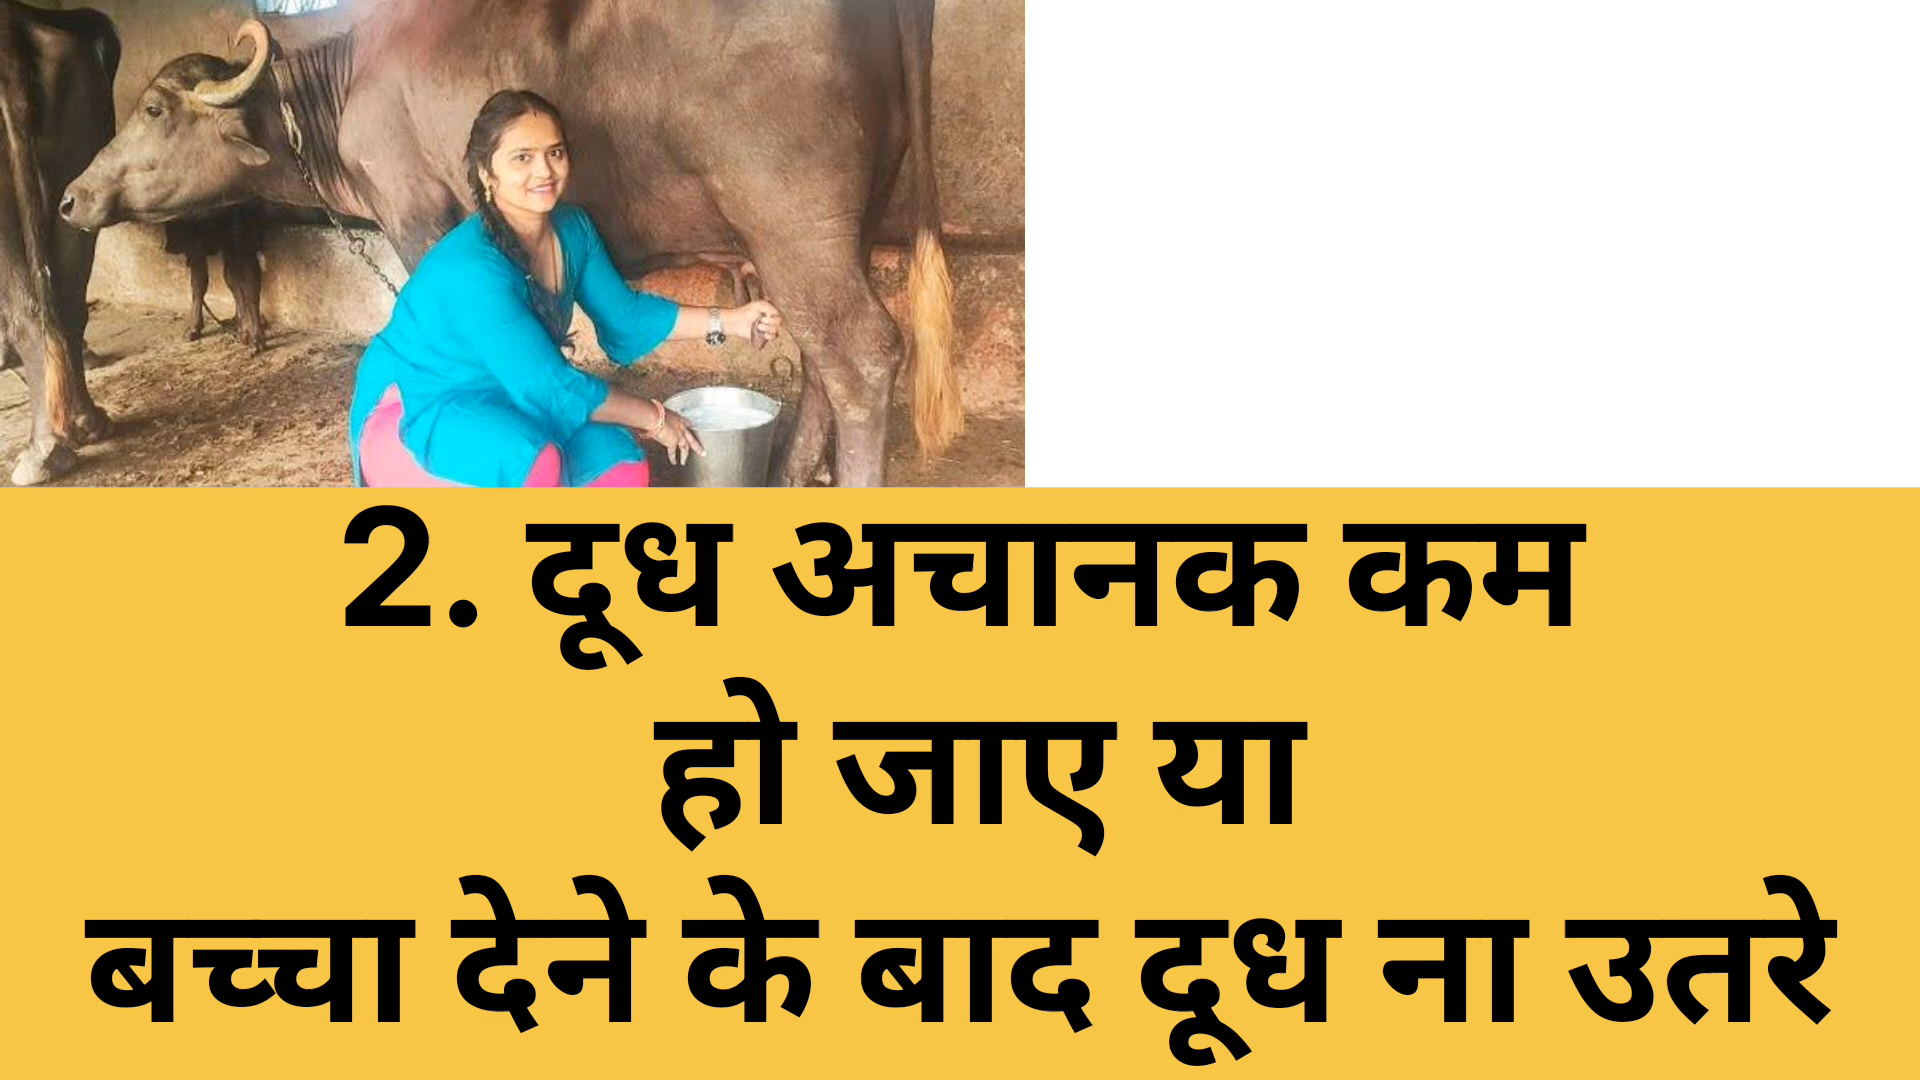 2. दूध अचानक कम
हो जाए या
बच्चा देने के बाद दूध ना उतरे